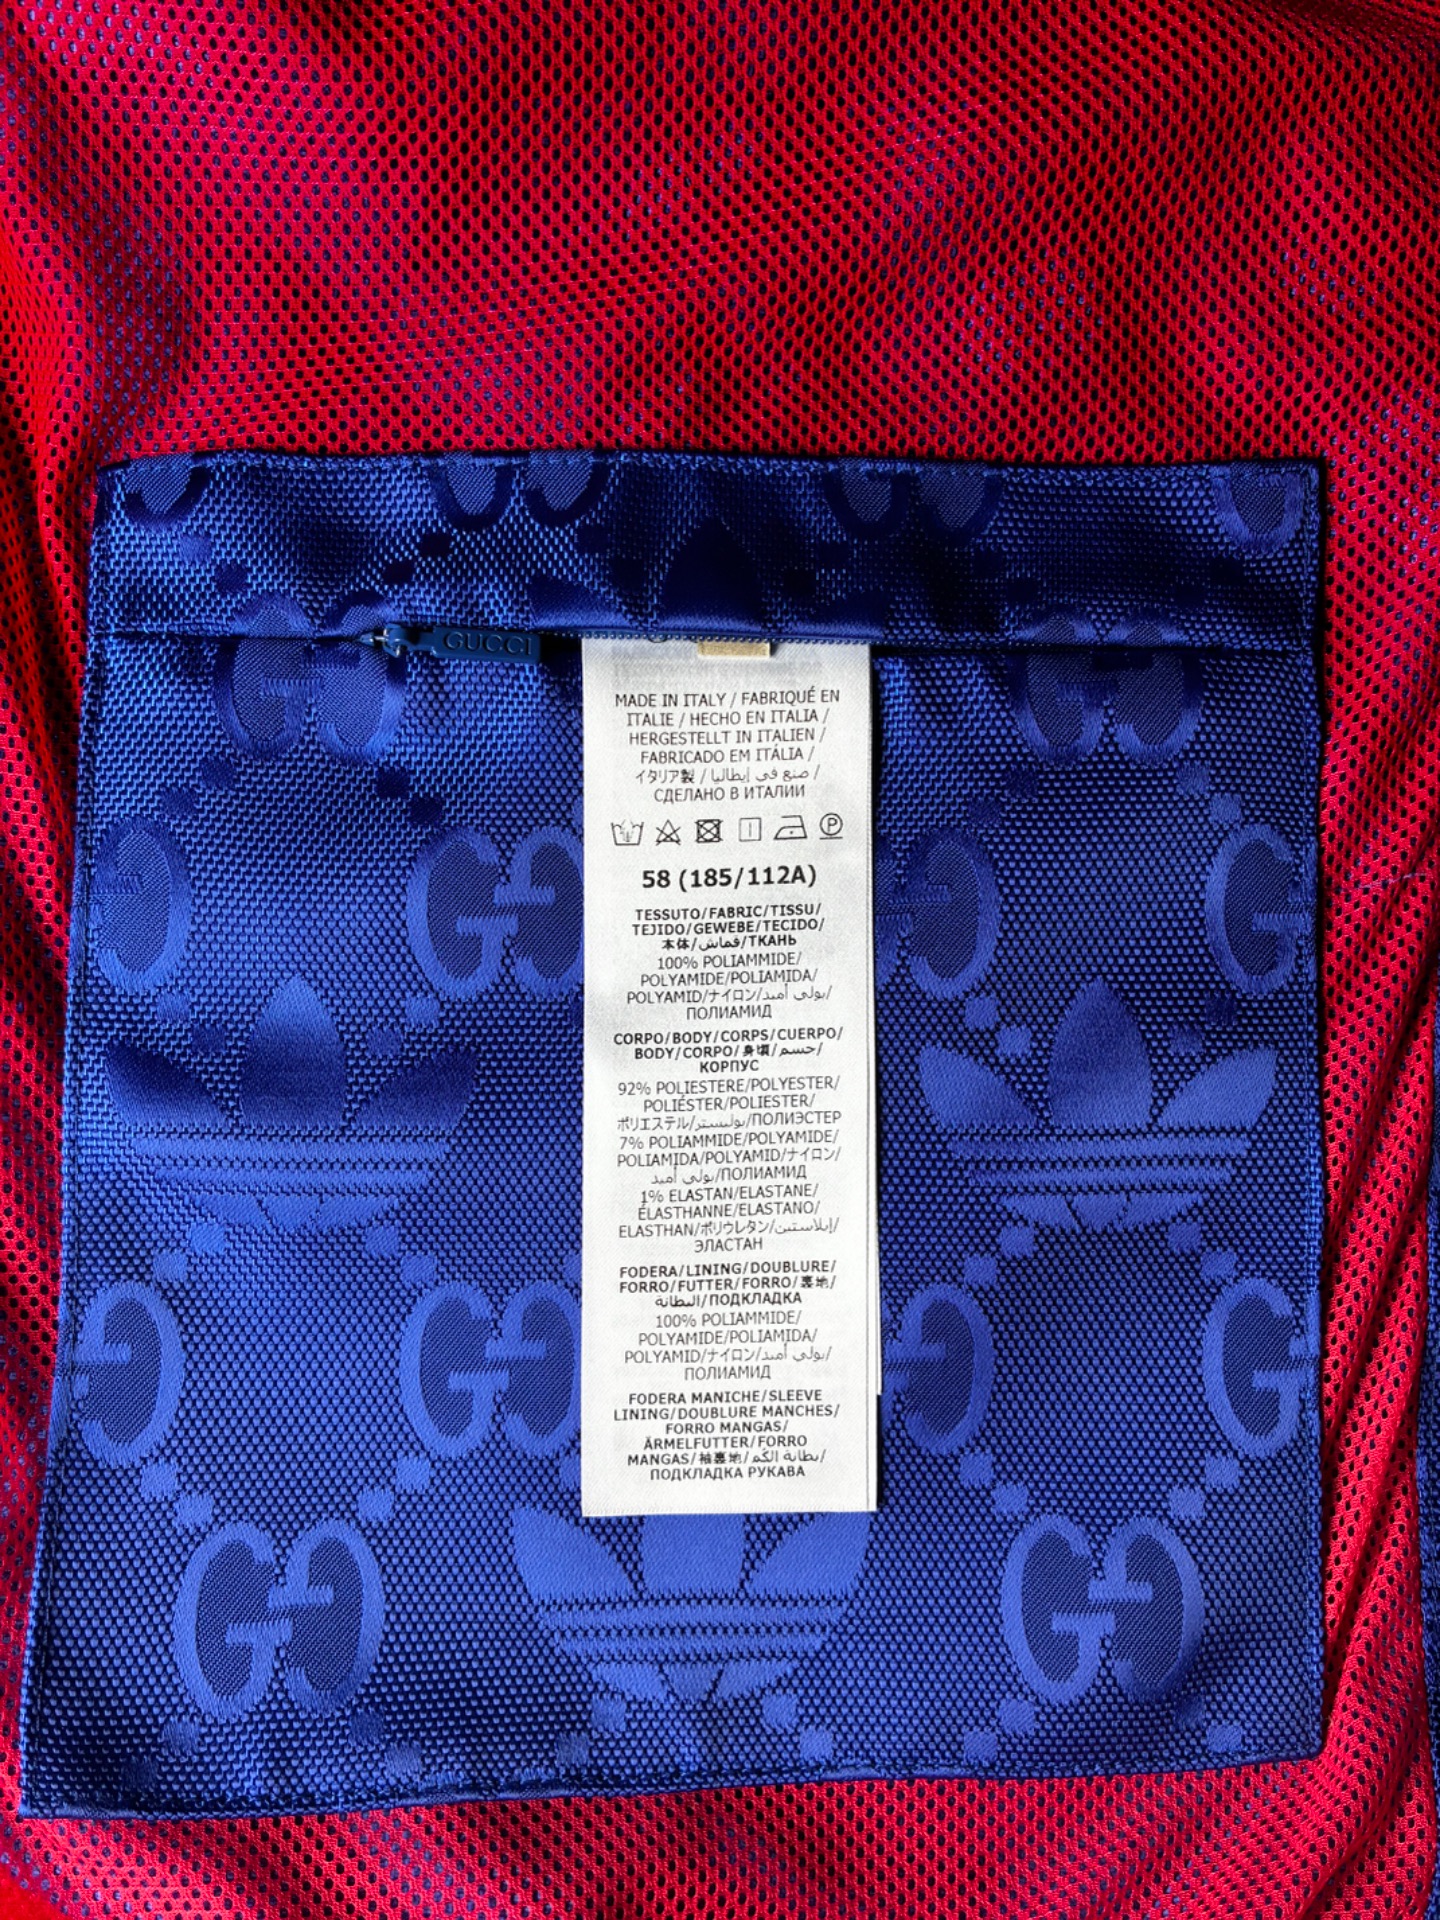 GUCCI
MADE IN ITALY / FABRIQUÉ EN
ITALIE / HECHO EN ITALIA /
HERGESTELLT IN ITALIEN /
FABRICADO EM ITÁLIA /
イタリア製 / صنع في إيطاليا /
СДЕЛАНО В ИТАЛИИ
P
58 (185/112A)
TESSUTO/FABRIC/TISSU/
TEJIDO/GEWEBE/TECIDO/
本体/قماش/ТКАНЬ
100% POLIAMMIDE/
POLYAMIDE/POLIAMIDA/
POLYAMID/ナイロン/بولي أميد/
ПОЛИАМИД
CORPO/BODY/CORPS/CUERPO/
BODY/CORPO/身頃/جسم/
КОРПУС
92% POLIESTERE/POLYESTER/
POLIÉSTER/POLIESTER/
ポリエステル/بوليستر/ПОЛИЭСТЕР
7% POLIAMMIDE/POLYAMIDE/
POLIAMIDA/POLYAMID/ナイロン/
بولي أميد/ПОЛИАМИД
1% ELASTAN/ELASTANE/
ÉLASTHANNE/ELASTANO/
ELASTHAN/ポリウレタン/إيلاستين/
ЭЛАСТАН
FODERA/LINING/DOUBLURE/
FORRO/FUTTER/FORRO/裏地/
البطانة/ПОДКЛАДКА
100% POLIAMMIDE/
POLYAMIDE/POLIAMIDA/
POLYAMID/ナイロン/بولي أميد/
ПОЛИАМИД
FODERA MANICHE/SLEEVE
LINING/DOUBLURE MANCHES/
FORRO MANGAS/
ÄRMELFUTTER/FORRO
MANGAS/袖裏地/بطانة الكم/
ПОДКЛАДКА РУКАВА